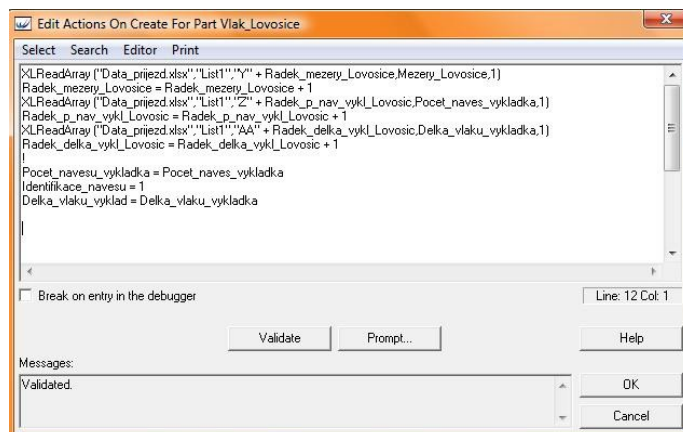 Edit Actions On Create For Part Vlak_Lovosice
Select Search Editor Print
XLReadArray ("Data_prijezd.xlsx","List1","Y" + Radek_mezery_Lovosice,Mezery_Lovosice,1)
Radek_mezery_Lovosice = Radek_mezery_Lovosice + 1
XLReadArray ("Data_prijezd.xlsx","List1","Z" + Radek_p_nav_vykl_Lovosic,Pocet_naves_vykladka,1)
Radek_p_nav_vykl_Lovosic = Radek_p_nav_vykl_Lovosic + 1
XLReadArray ("Data_prijezd.xlsx","List1","AA" + Radek_delka_vykl_Lovosic,Delka_vlaku_vykladka,1)
Radek_delka_vykl_Lovosic = Radek_delka_vykl_Lovosic + 1
!
Pocet_navesu_vykladka = Pocet_naves_vykladka
Identifikace_navesu = 1
Delka_vlaku_vyklad = Delka_vlaku_vykladka
Break on entry in the debugger
Line: 12 Col: 1
Validate Prompt... Help
Messages:
Validated.
OK
Cancel